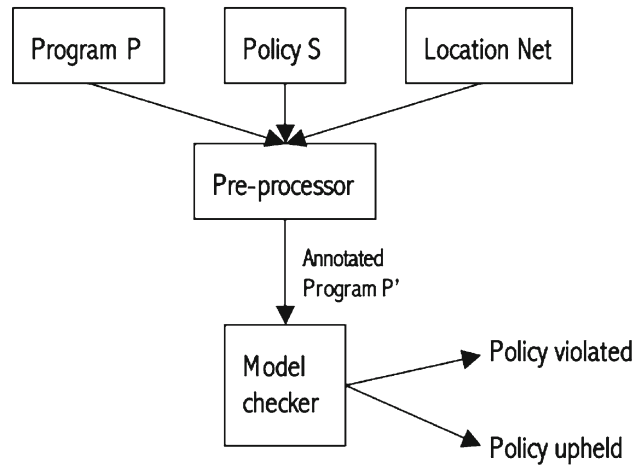 Program P
Policy S
Location Net
Pre-processor
Annotated
Program P'
Model
checker
Policy violated
Policy upheld